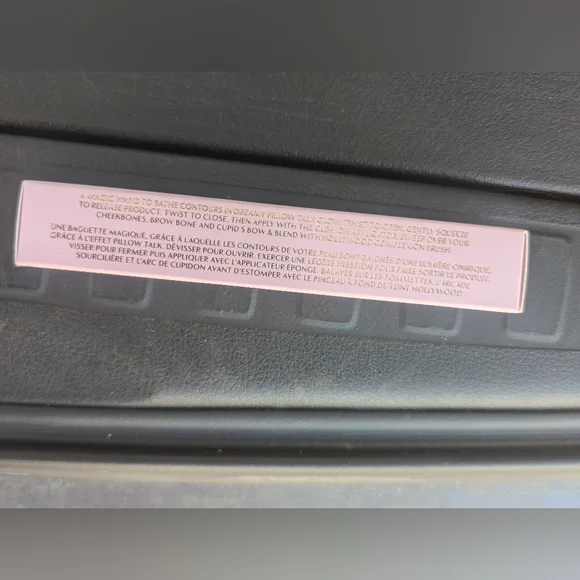 A MAGIC WAND TO BATHE CONTOURS IN DREAMY PILLOW TALK GLOW! TWIST TO OPEN, GENTLY SQUEEZE
TO RELEASE PRODUCT. TWIST TO CLOSE, THEN APPLY WITH THE CUSHION APPLICATOR. SWEEP OVER YOUR
CHEEKBONES, BROW BONE AND CUPID'S BOW & BLEND WITH HOLLYWOOD COMPLEXION BRUSH.
UNE BAGUETTE MAGIQUE, GRÂCE À LAQUELLE LES CONTOURS DE VOTRE PEAU SONT BAIGNÉS D'UNE LUMIÈRE ONIRIQUE,
GRÂCE À L'EFFET PILLOW TALK. DÉVISSER POUR OUVRIR. EXERCER UNE LÉGÈRE PRESSION POUR FAIRE SORTIR LE PRODUIT.
VISSER POUR FERMER PUIS APPLIQUER AVEC L'APPLICATEUR ÉPONGE. BALAYER SUR LES POMMETTES, L'ARCADE
SOURCILIÈRE ET L'ARC DE CUPIDON AVANT D'ESTOMPER AVEC LE PINCEAU À FOND DE TEINT HOLLYWOOD